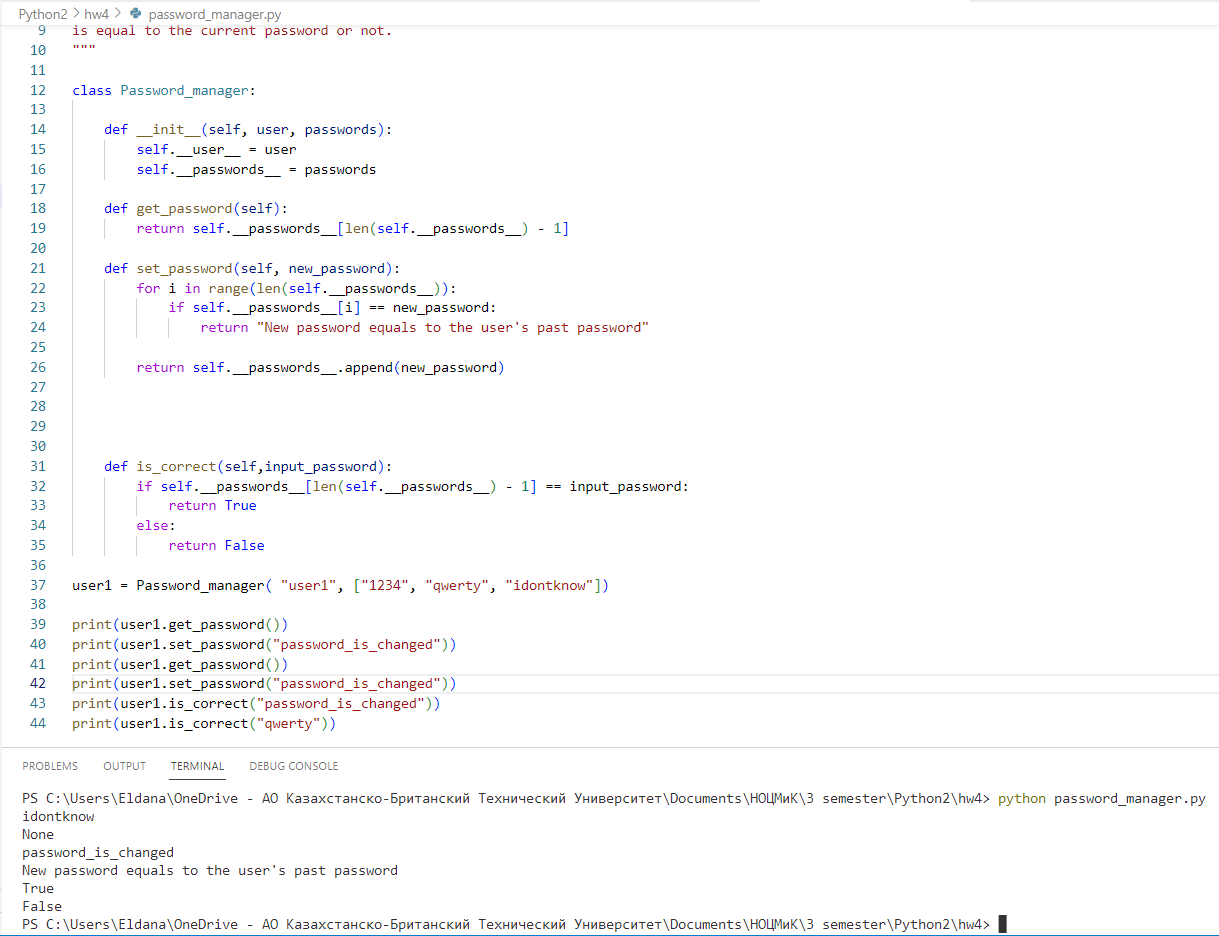 Python2 > hw4 > password_manager.py
9 is equal to the current password or not.
10 """
11
12 class Password_manager:
13
14     def __init__(self, user, passwords):
15         self.__user__ = user
16         self.__passwords__ = passwords
17
18     def get_password(self):
19         return self.__passwords__[len(self.__passwords__) - 1]
20
21     def set_password(self, new_password):
22         for i in range(len(self.__passwords__)):
23             if self.__passwords__[i] == new_password:
24                 return "New password equals to the user's past password"
25
26         return self.__passwords__.append(new_password)
27
28
29
30
31     def is_correct(self,input_password):
32         if self.__passwords__[len(self.__passwords__) - 1] == input_password:
33             return True
34         else:
35             return False
36
37 user1 = Password_manager( "user1", ["1234", "qwerty", "idontknow"])
38
39 print(user1.get_password())
40 print(user1.set_password("password_is_changed"))
41 print(user1.get_password())
42 print(user1.set_password("password_is_changed"))
43 print(user1.is_correct("password_is_changed"))
44 print(user1.is_correct("qwerty"))
PROBLEMS OUTPUT TERMINAL DEBUG CONSOLE
PS C:\Users\Eldana\OneDrive - АО Казахстанско-Британский Технический Университет\Documents\НОЦМиК\3 semester\Python2\hw4> python password_manager.py
idontknow
None
password_is_changed
New password equals to the user's past password
True
False
PS C:\Users\Eldana\OneDrive - АО Казахстанско-Британский Технический Университет\Documents\НОЦМиК\3 semester\Python2\hw4>